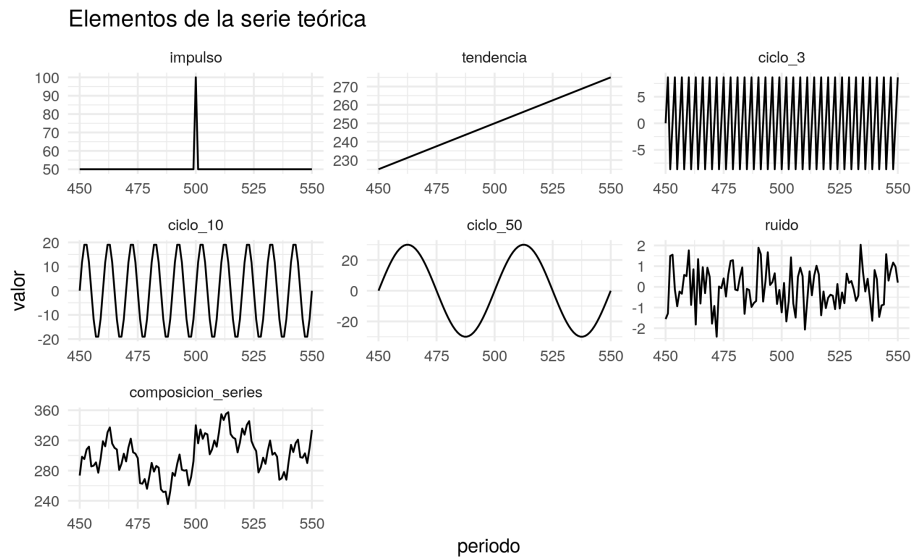 Elementos de la serie teórica
impulso
tendencia
ciclo_3
100
90
80
70
60
50
270
260
250
240
230
5
0
-5
450 475 500 525 550
450 475 500 525 550
450 475 500 525 550
ciclo_10
ciclo_50
ruido
20
10
0
-10
-20
20
0
-20
2
1
0
-1
-2
450 475 500 525 550
450 475 500 525 550
450 475 500 525 550
valor
composicion_series
360
320
280
240
450 475 500 525 550
periodo